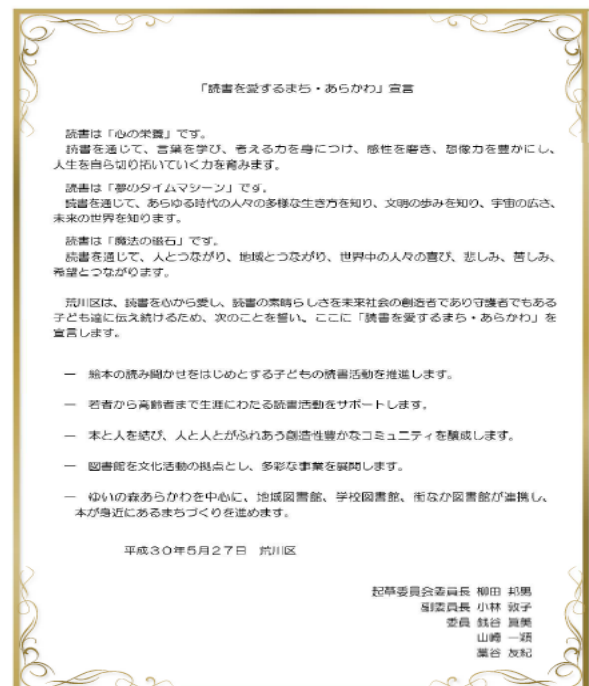 「読書を愛するまち・あらかわ」宣言
読書は「心の栄養」です。
読書を通じて、言葉を学び、考える力を身につけ、感性を磨き、想像力を豊かにし、
人生を自ら切り拓いていく力を育みます。
読書は「夢のタイムマシーン」です。
読書を通じて、あらゆる時代の人々の多様な生き方を知り、文明の歩みを知り、宇宙の広さ、
未来の世界を知ります。
読書は「魔法の磁石」です。
読書を通じて、人とつながり、地域とつながり、世界中の人々の喜び、悲しみ、苦しみ、
希望とつながります。
荒川区は、読書を心から愛し、読書の素晴らしさを未来社会の創造者であり守護者でもある
子ども達に伝え続けるため、次のことを誓い、ここに「読書を愛するまち・あらかわ」を
宣言します。
一 絵本の読み聞かせをはじめとする子どもの読書活動を推進します。
一 若者から高齢者まで生涯にわたる読書活動をサポートします。
一 本と人を結び、人と人とがふれあう創造性豊かなコミュニティを醸成します。
一 図書館を文化活動の拠点とし、多彩な事業を展開します。
一 ゆいの森あらかわを中心に、地域図書館、学校図書館、街なか図書館が連携し、
本が身近にあるまちづくりを進めます。
平成30年5月27日 荒川区
起草委員会委員長 柳田 邦男
副委員長 小林 敦子
委員 銭谷 眞美
山﨑 一穎
藁谷 友紀